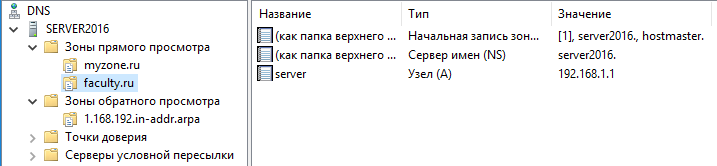 DNS
SERVER2016
Зоны прямого просмотра
myzone.ru
faculty.ru
Зоны обратного просмотра
1.168.192.in-addr.arpa
Точки доверия
Серверы условной пересылки
Название Тип Значение
(как папка верхнего ... Начальная запись зон... [1], server2016., hostmaster.
(как папка верхнего ... Сервер имен (NS) server2016.
server Узел (A) 192.168.1.1